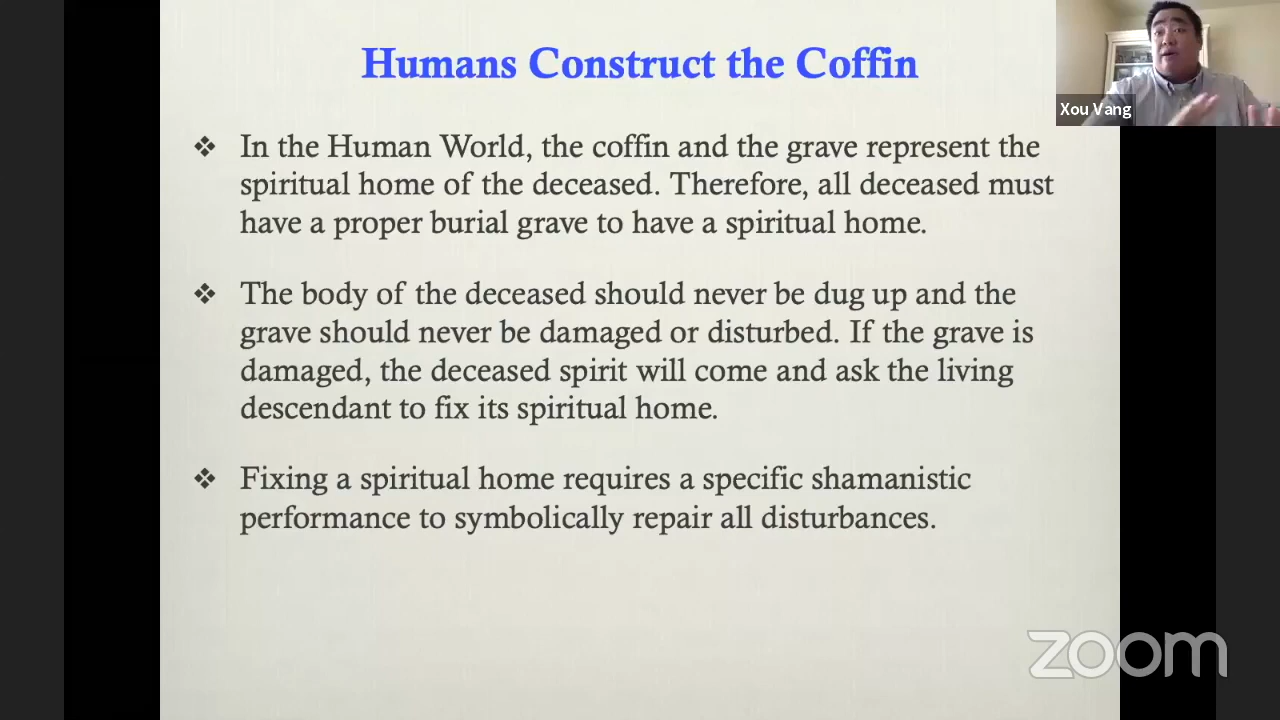 Humans Construct the Coffin
Xou Vang
❖ In the Human World, the coffin and the grave represent the
spiritual home of the deceased. Therefore, all deceased must
have a proper burial grave to have a spiritual home.
❖ The body of the deceased should never be dug up and the
grave should never be damaged or disturbed. If the grave is
damaged, the deceased spirit will come and ask the living
descendant to fix its spiritual home.
❖ Fixing a spiritual home requires a specific shamanistic
performance to symbolically repair all disturbances.
zoom